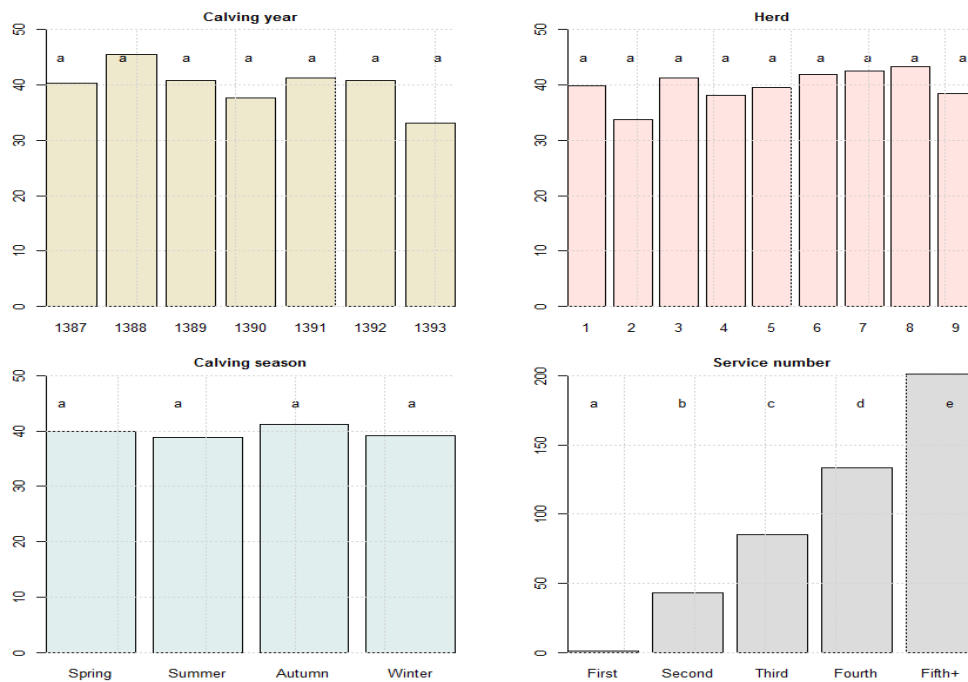 Calving year
50
40
30
20
10
0
a a a a a a a
1387 1388 1389 1390 1391 1392 1393
Herd
50
40
30
20
10
0
a a a a a a a a a
1 2 3 4 5 6 7 8 9
Calving season
50
40
30
20
10
0
a a a a
Spring Summer Autumn Winter
Service number
200
150
100
50
0
a b c d e
First Second Third Fourth Fifth+